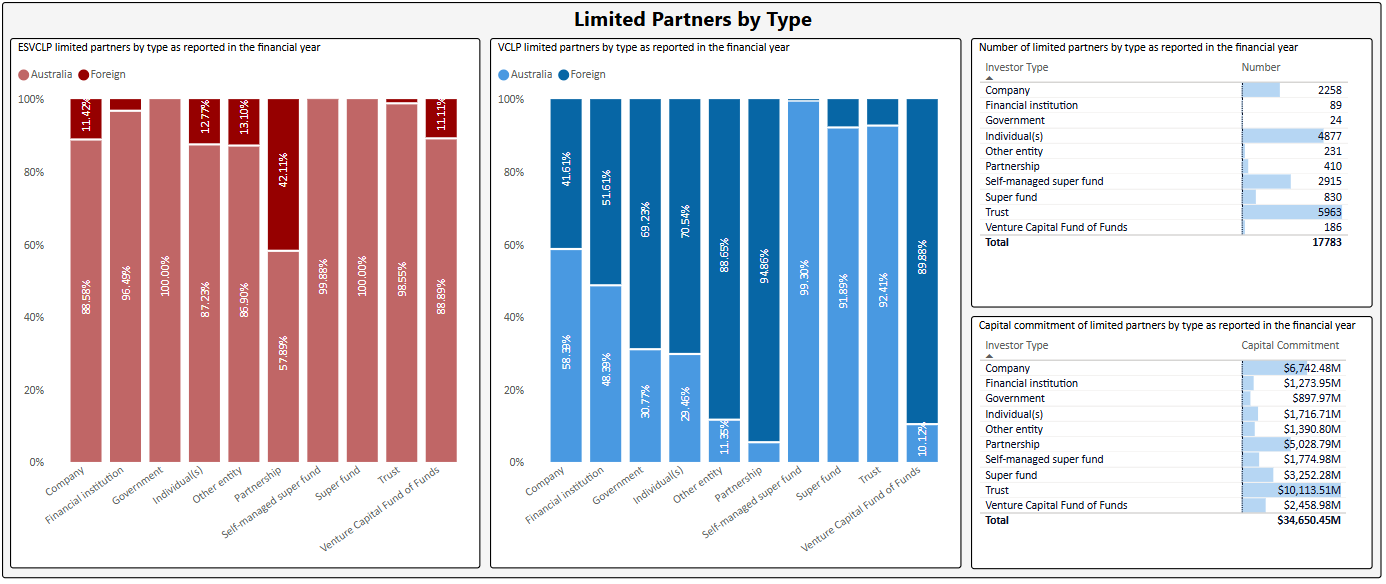 Limited Partners by Type
ESVCLP limited partners by type as reported in the financial year
Australia Foreign
100%
80%
60%
40%
20%
0%
11.42%
12.77%
13.10%
42.11%
11.11%
88.58%
96.49%
100.00%
87.23%
86.90%
57.89%
99.88%
100.00%
98.55%
88.89%
Company
Financial institution
Government
Individual(s)
Other entity
Partnership
Self-managed super fund
Super fund
Trust
Venture Capital Fund of Funds
VCLP limited partners by type as reported in the financial year
Australia Foreign
100%
80%
60%
40%
20%
0%
41.61%
51.61%
69.23%
70.54%
88.65%
94.86%
89.88%
58.39%
48.39%
30.77%
29.46%
11.35%
99.30%
91.89%
92.41%
10.12%
Company
Financial institution
Government
Individual(s)
Other entity
Partnership
Self-managed super fund
Super fund
Trust
Venture Capital Fund of Funds
Number of limited partners by type as reported in the financial year
Investor Type Number
Company 2258
Financial institution 89
Government 24
Individual(s) 4877
Other entity 231
Partnership 410
Self-managed super fund 2915
Super fund 830
Trust 5963
Venture Capital Fund of Funds 186
Total 17783
Capital commitment of limited partners by type as reported in the financial year
Investor Type Capital Commitment
Company $6,742.48M
Financial institution $1,273.95M
Government $897.97M
Individual(s) $1,716.71M
Other entity $1,390.80M
Partnership $5,028.79M
Self-managed super fund $1,774.98M
Super fund $3,252.28M
Trust $10,113.51M
Venture Capital Fund of Funds $2,458.98M
Total $34,650.45M